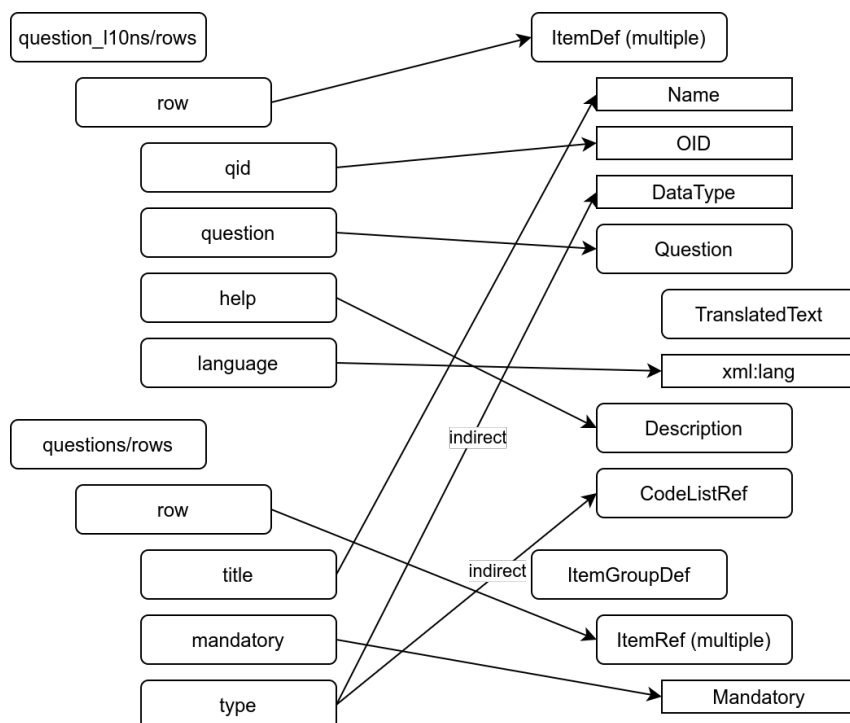 question_l10ns/rows
ItemDef (multiple)
row
Name
qid
OID
DataType
question
Question
help
TranslatedText
language
xml:lang
questions/rows
indirect
Description
row
CodeListRef
title
indirect
ItemGroupDef
mandatory
ItemRef (multiple)
type
Mandatory